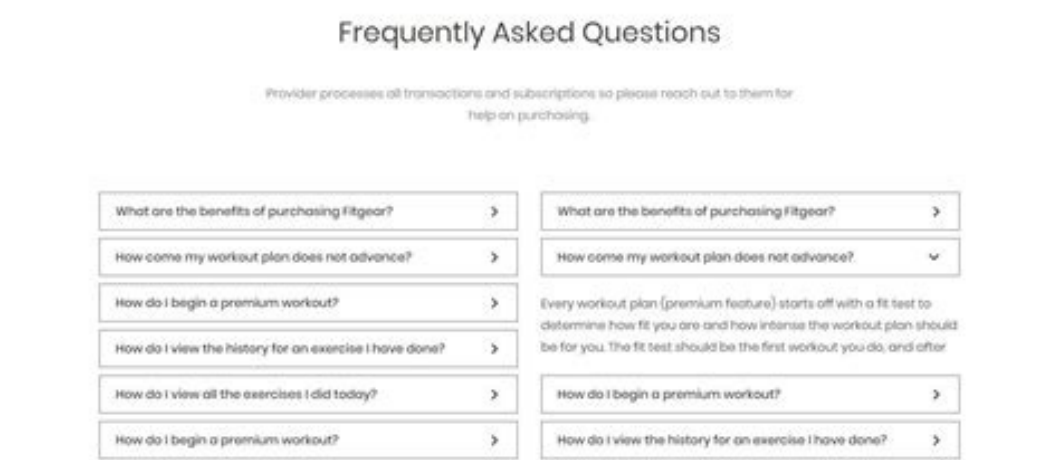 Frequently Asked Questions
Provider processes all transactions and subscriptions so please reach out to them for
help on purchasing.
What are the benefits of purchasing Fitgear?
How come my workout plan does not advance?
How do I begin a premium workout?
How do I view the history for an exercise I have done?
How do I view all the exercises I did today?
How do I begin a premium workout?
What are the benefits of purchasing Fitgear?
How come my workout plan does not advance?
Every workout plan (premium feature) starts off with a fit test to
determine how fit you are and how intense the workout plan should
be for you. The fit test should be the first workout you do, and after
How do I begin a premium workout?
How do I view the history for an exercise I have done?